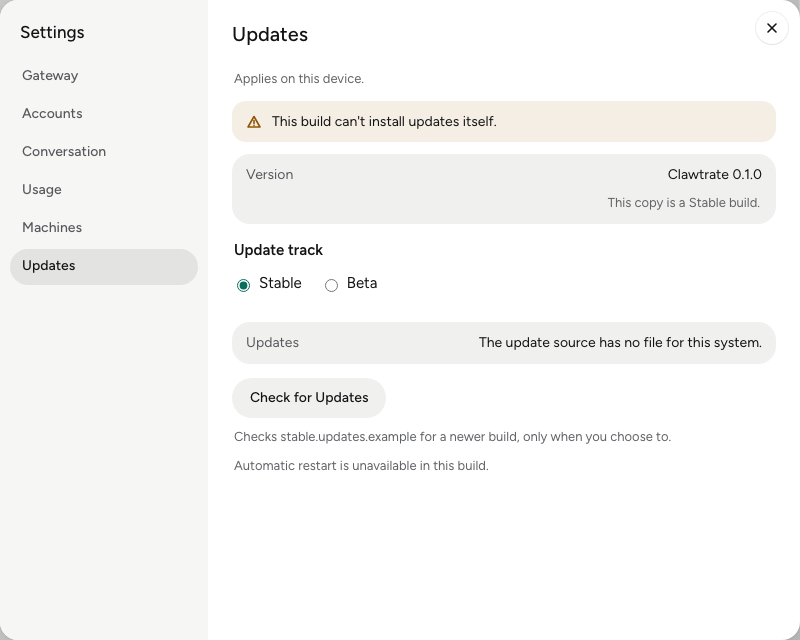 Settings
Gateway
Accounts
Conversation
Usage
Machines
Updates
Updates
Applies on this device.
This build can't install updates itself.
Version
Clawtrate 0.1.0
This copy is a Stable build.
Update track
Stable
Beta
Updates
The update source has no file for this system.
Check for Updates
Checks stable.updates.example for a newer build, only when you choose to.
Automatic restart is unavailable in this build.